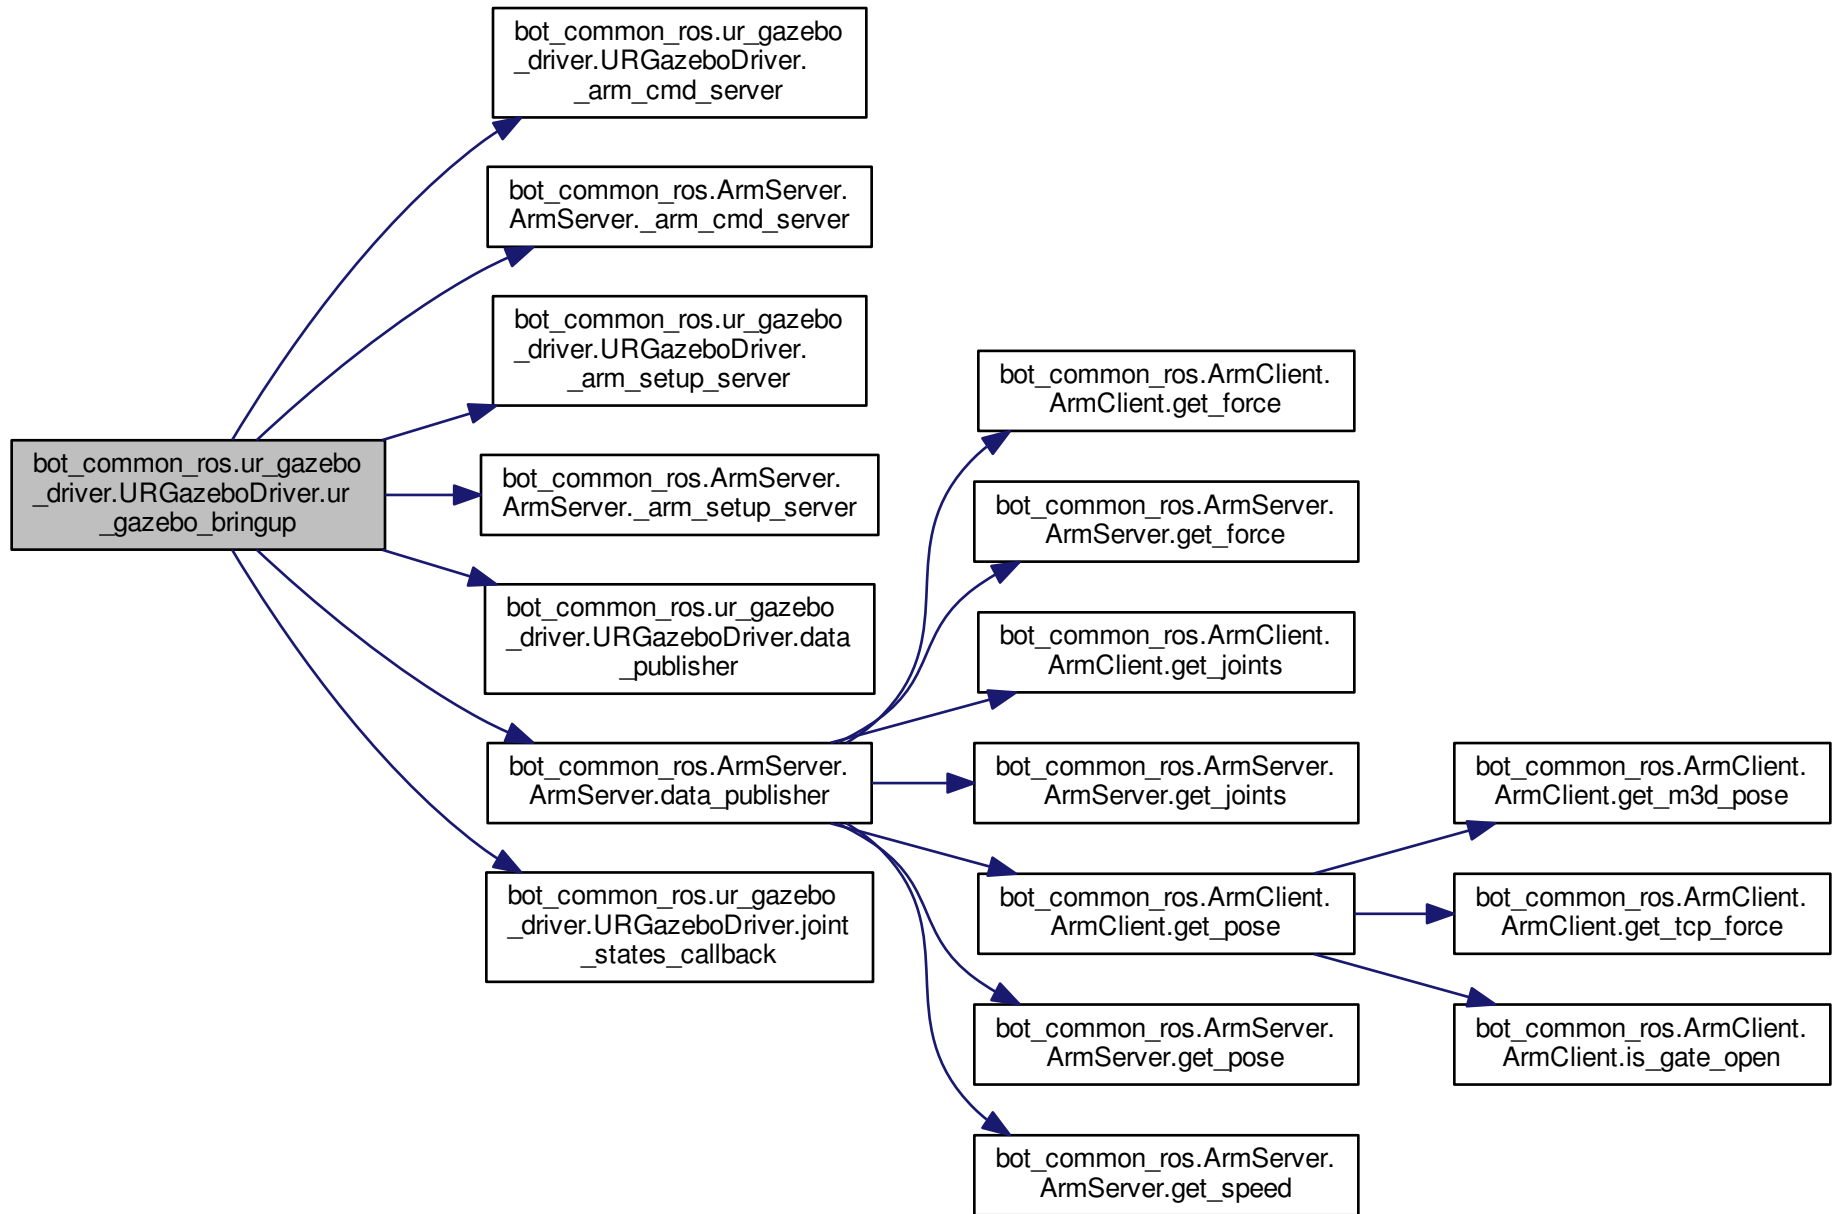 bot_common_ros.ur_gazebo
_driver.URGazeboDriver.ur
_gazebo_bringup
bot_common_ros.ur_gazebo
_driver.URGazeboDriver.
_arm_cmd_server
bot_common_ros.ArmServer.
ArmServer._arm_cmd_server
bot_common_ros.ur_gazebo
_driver.URGazeboDriver.
_arm_setup_server
bot_common_ros.ArmServer.
ArmServer._arm_setup_server
bot_common_ros.ur_gazebo
_driver.URGazeboDriver.data
_publisher
bot_common_ros.ArmServer.
ArmServer.data_publisher
bot_common_ros.ur_gazebo
_driver.URGazeboDriver.joint
_states_callback
bot_common_ros.ArmClient.
ArmClient.get_force
bot_common_ros.ArmServer.
ArmServer.get_force
bot_common_ros.ArmClient.
ArmClient.get_joints
bot_common_ros.ArmServer.
ArmServer.get_joints
bot_common_ros.ArmClient.
ArmClient.get_pose
bot_common_ros.ArmServer.
ArmServer.get_pose
bot_common_ros.ArmServer.
ArmServer.get_speed
bot_common_ros.ArmClient.
ArmClient.get_m3d_pose
bot_common_ros.ArmClient.
ArmClient.get_tcp_force
bot_common_ros.ArmClient.
ArmClient.is_gate_open